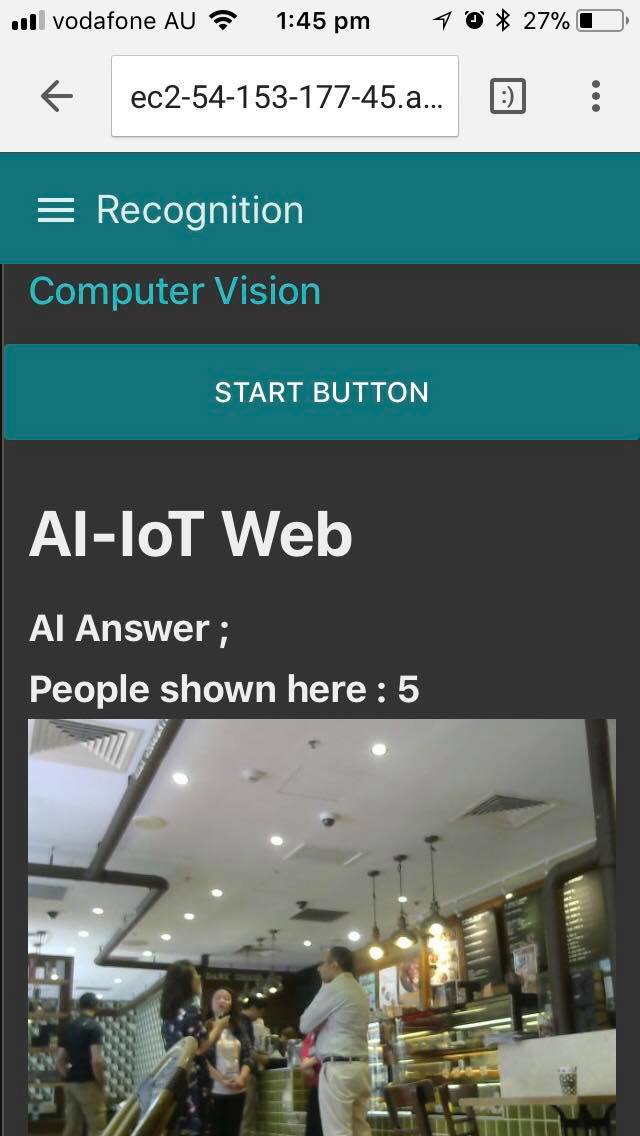 vodafone AU 1:45 pm 27%
ec2-54-153-177-45.a...
:)
Recognition
Computer Vision
START BUTTON
AI-IoT Web
AI Answer ;
People shown here : 5